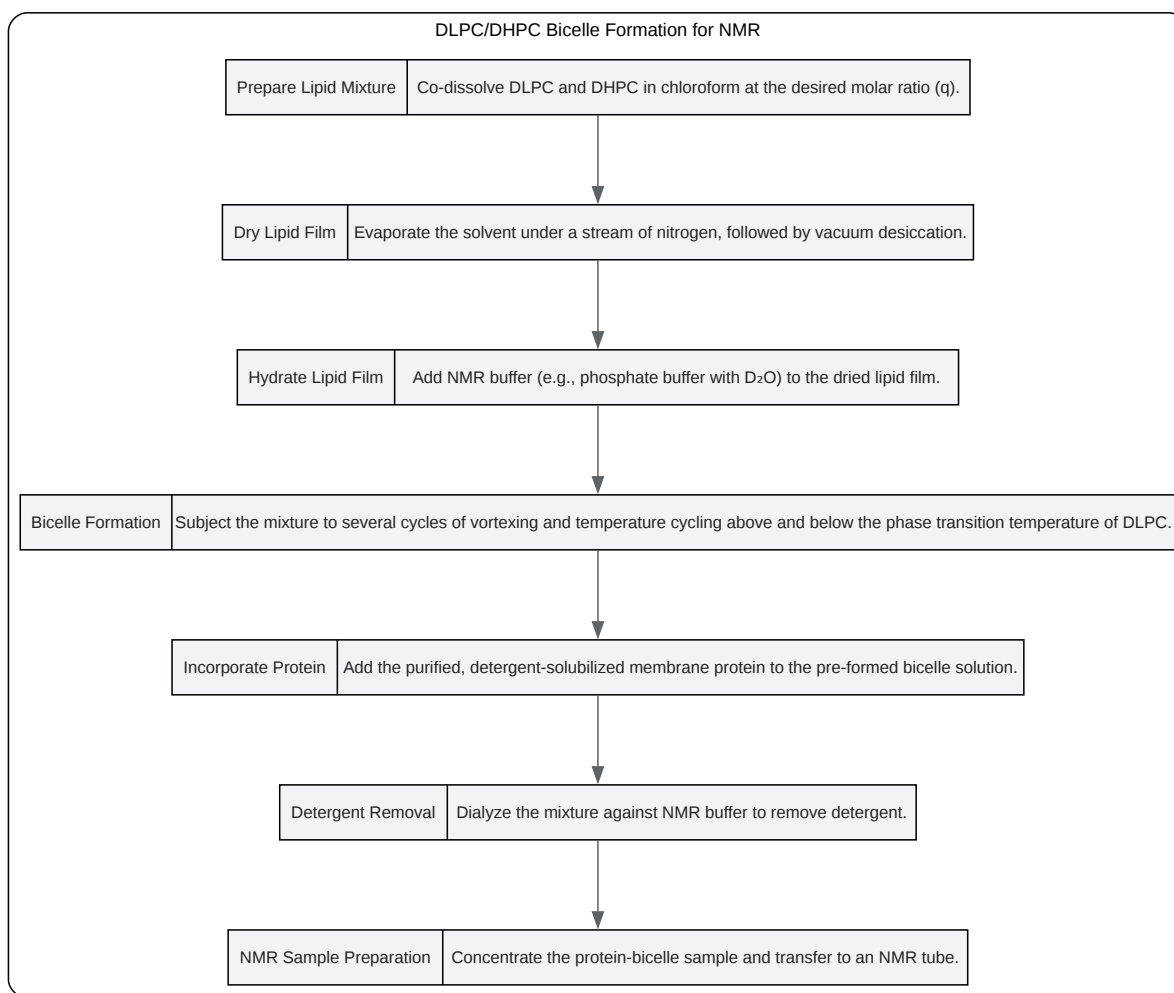 DLPC/DHPC Bicelle Formation for NMR
Prepare Lipid Mixture Co-dissolve DLPC and DHPC in chloroform at the desired molar ratio (q).
Dry Lipid Film Evaporate the solvent under a stream of nitrogen, followed by vacuum desiccation.
Hydrate Lipid Film Add NMR buffer (e.g., phosphate buffer with D₂O) to the dried lipid film.
Bicelle Formation Subject the mixture to several cycles of vortexing and temperature cycling above and below the phase transition temperature of DLPC.
Incorporate Protein Add the purified, detergent-solubilized membrane protein to the pre-formed bicelle solution.
Detergent Removal Dialyze the mixture against NMR buffer to remove detergent.
NMR Sample Preparation Concentrate the protein-bicelle sample and transfer to an NMR tube.